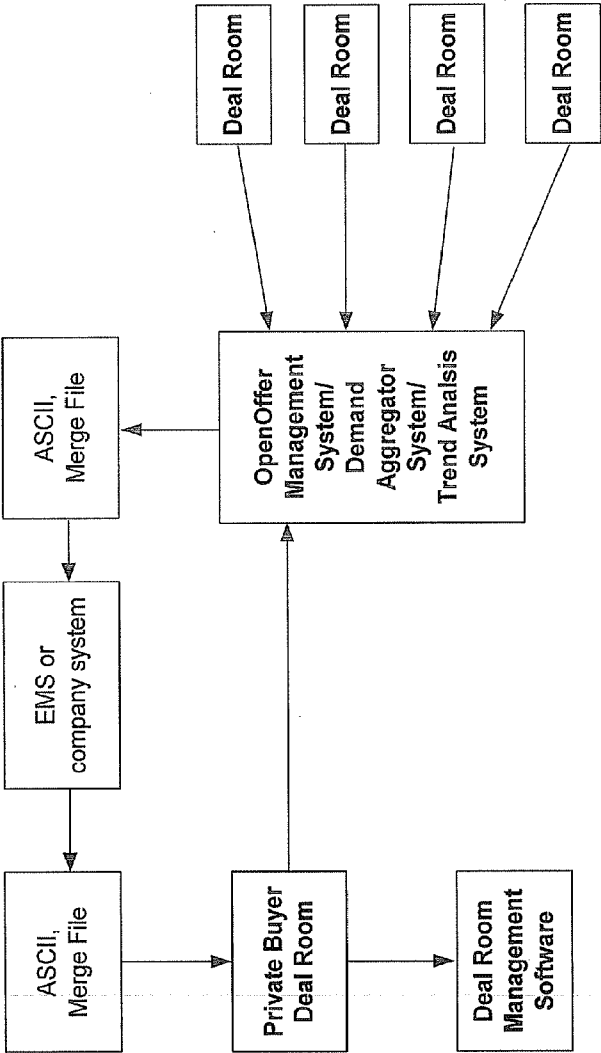 ASCII,
Merge File
EMS or
company system
ASCII,
Merge File
Private Buyer
Deal Room
OpenOffer
Management
System/
Demand
Aggregator
System/
Trend Analsis
System
Deal Room
Management
Software
Deal Room
Deal Room
Deal Room
Deal Room